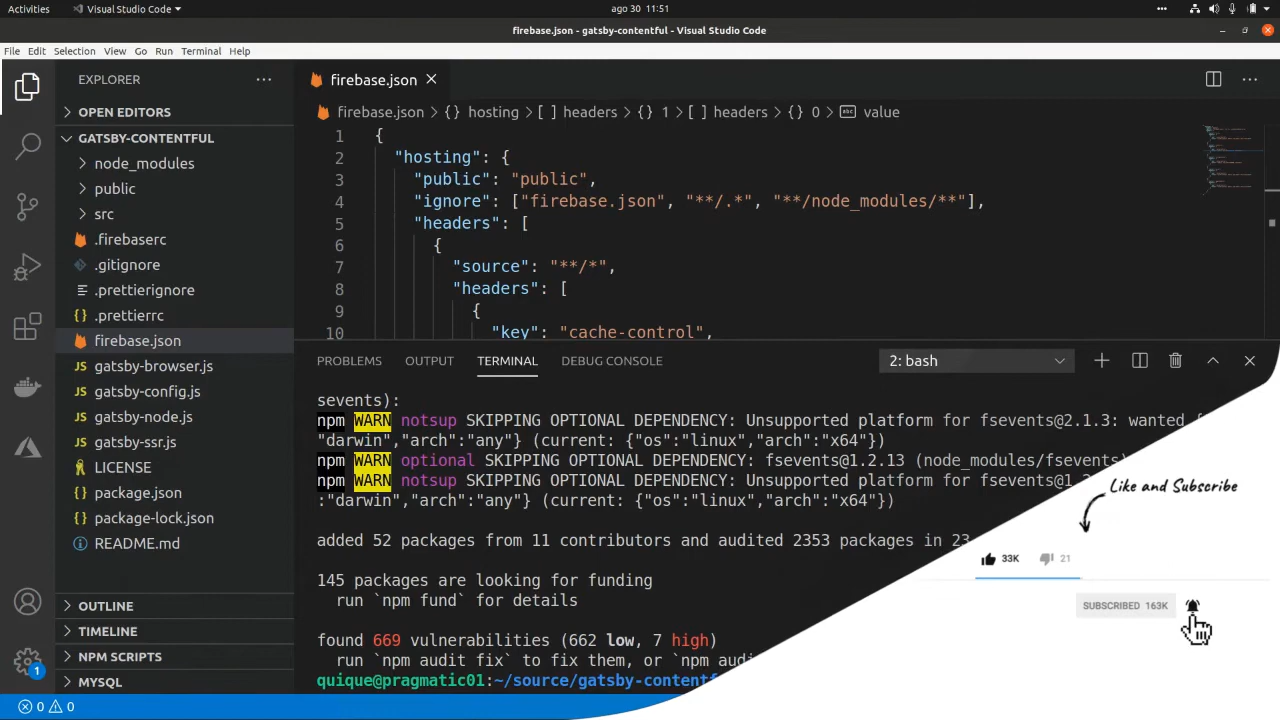 Activities
Visual Studio Code
ago 30 11:51
firebase.json - gatsby-contentful - Visual Studio Code
File Edit Selection View Go Run Terminal Help
EXPLORER
OPEN EDITORS
GATSBY-CONTENTFUL
node_modules
public
src
.firebaserc
.gitignore
.prettierignore
.prettierrc
firebase.json
gatsby-browser.js
gatsby-config.js
gatsby-node.js
gatsby-ssr.js
LICENSE
package.json
package-lock.json
README.md
OUTLINE
TIMELINE
NPM SCRIPTS
MYSQL
1
0 0
firebase.json
firebase.json > {} hosting > [ ] headers > {} 1 > [ ] headers > {} 0 > value
1 {
2 "hosting": {
3 "public": "public",
4 "ignore": ["firebase.json", "**/.*", "**/node_modules/**"],
5 "headers": [
6 {
7 "source": "**/*",
8 "headers": [
9 {
10 "key": "cache-control",
PROBLEMS OUTPUT TERMINAL DEBUG CONSOLE
2: bash
sevents):
npm WARN notsup SKIPPING OPTIONAL DEPENDENCY: Unsupported platform for fsevents@2.1.3: wanted
"darwin","arch":"any"} (current: {"os":"linux","arch":"x64"})
npm WARN optional SKIPPING OPTIONAL DEPENDENCY: fsevents@1.2.13 (node_modules/fsevents)
npm WARN notsup SKIPPING OPTIONAL DEPENDENCY: Unsupported platform for fsevents@1.2
:"darwin","arch":"any"} (current: {"os":"linux","arch":"x64"})
added 52 packages from 11 contributors and audited 2353 packages in 23
145 packages are looking for funding
run `npm fund` for details
found 669 vulnerabilities (662 low, 7 high)
run `npm audit fix` to fix them, or `npm audi
quique@pragmatic01:~/source/gatsby-contentf
Like and Subscribe
33K 21
SUBSCRIBED 163K